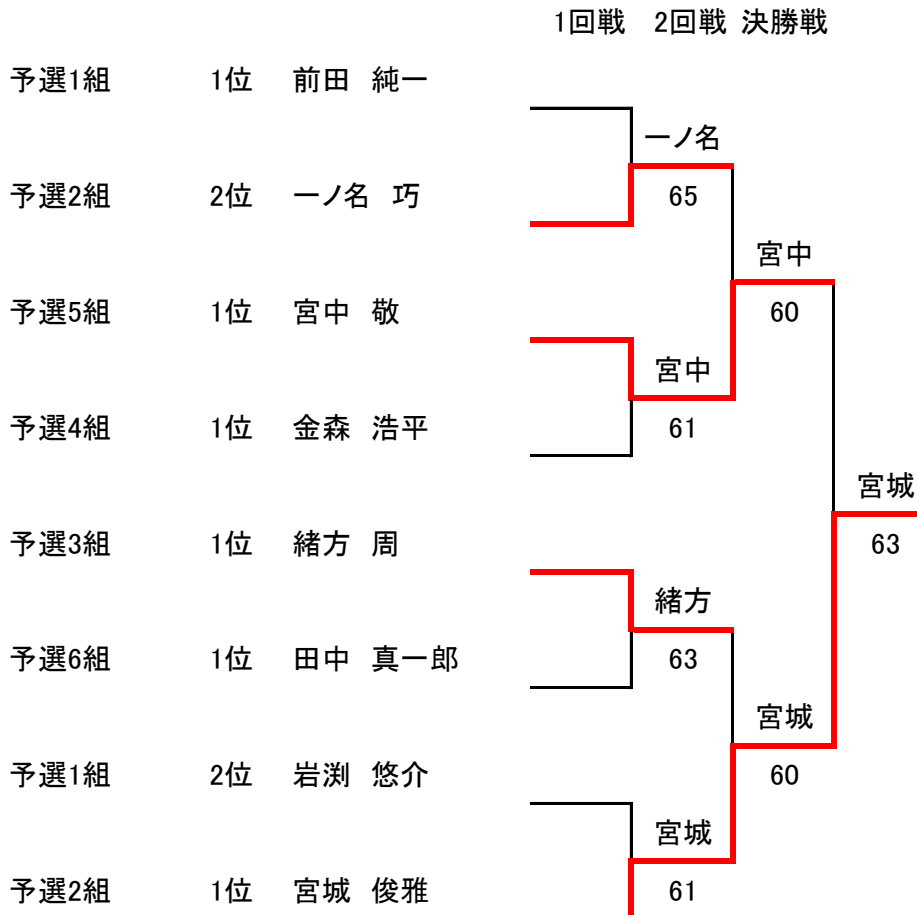 1回戦 2回戦 決勝戦
予選1組 1位 前田 純一
一ノ名
予選2組 2位 一ノ名 巧 65
宮中
予選5組 1位 宮中 敬 60
宮中
予選4組 1位 金森 浩平 61
宮城
予選3組 1位 緒方 周 63
緒方
予選6組 1位 田中 真一郎 63
宮城
予選1組 2位 岩渕 悠介 60
宮城
予選2組 1位 宮城 俊雅 61